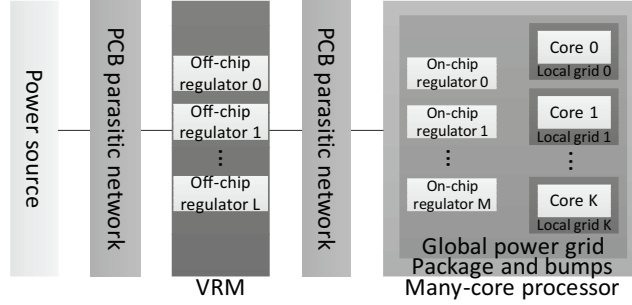 Power source
PCB parasitic network
Off-chip
regulator 0
Off-chip
regulator 1
⋮
Off-chip
regulator L
VRM
PCB parasitic network
On-chip
regulator 0
On-chip
regulator 1
⋮
On-chip
regulator M
Core 0
Local grid 0
Core 1
Local grid 1
⋮
Core K
Local grid K
Global power grid
Package and bumps
Many-core processor